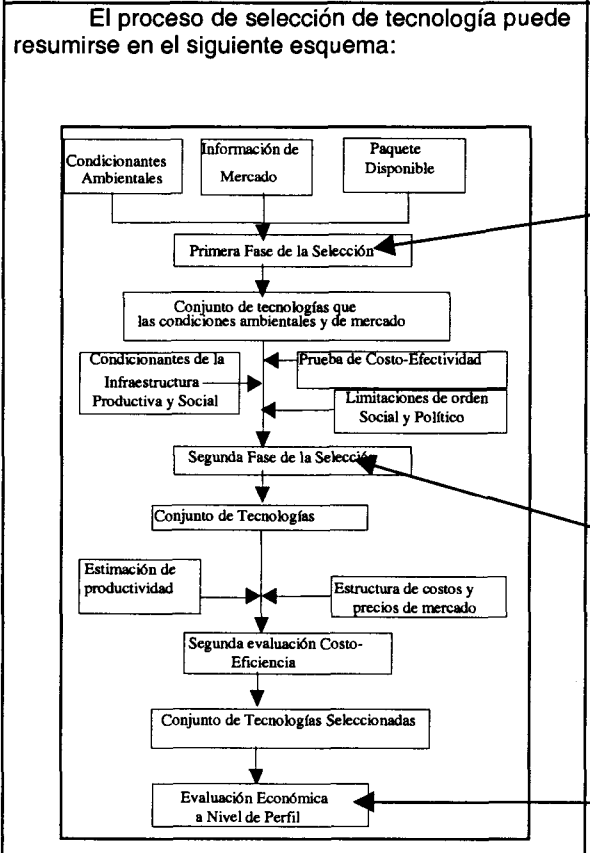 El proceso de selección de tecnología puede
resumirse en el siguiente esquema:
Condicionantes
Ambientales
Información de
Mercado
Paquete
Disponible
Primera Fase de la Selección
Conjunto de tecnologías que
las condiciones ambientales y de mercado
Condicionantes de la
Infraestructura
Productiva y Social
Prueba de Costo-Efectividad
Limitaciones de orden
Social y Político
Segunda Fase de la Selección
Conjunto de Tecnologías
Estimación de
productividad
Estructura de costos y
precios de mercado
Segunda evaluación Costo-
Eficiencia
Conjunto de Tecnologías Seleccionadas
Evaluación Económica
a Nivel de Perfil